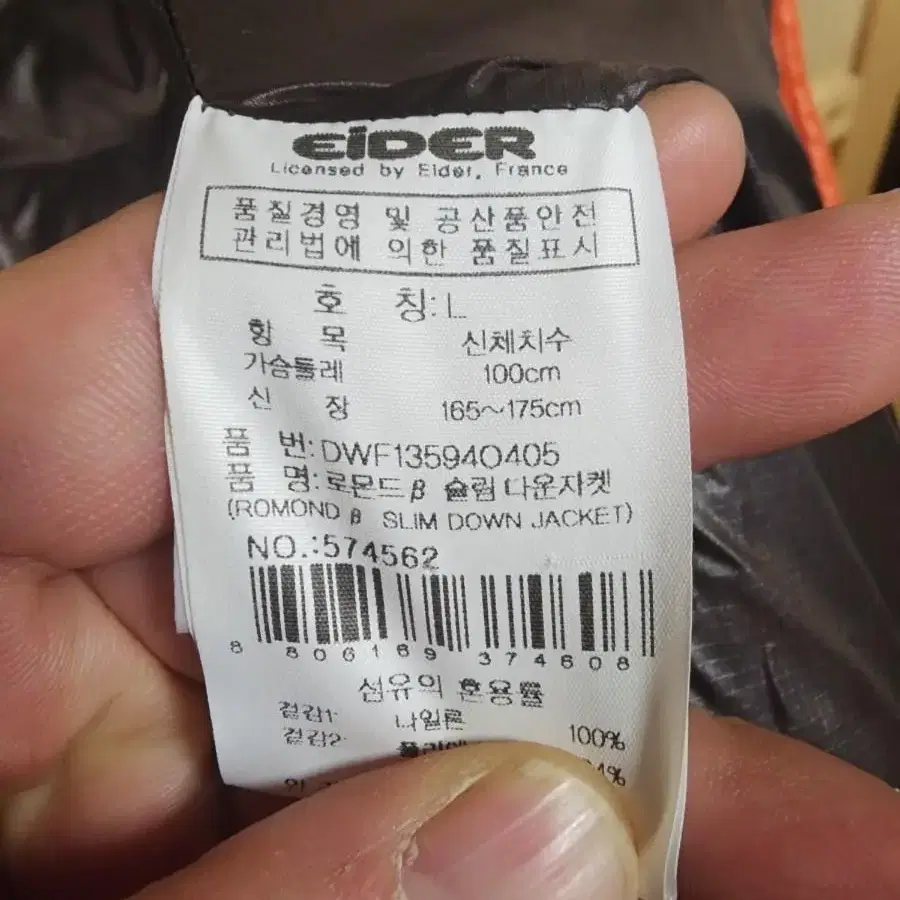 EiDER
Licensed by Eider, France
품질경영 및 공산품안전
관리법에 의한 품질표시
호 칭: L
항 목 신체치수
가슴둘레 100cm
신 장 165~175cm
품 번: DWF13594O405
품 명: 로몬드β 슬림 다운자켓
(ROMOND β SLIM DOWN JACKET)
NO.:574562
8 806169 374608
섬유의 혼용률
겉감1 나일론 100%
겉감2